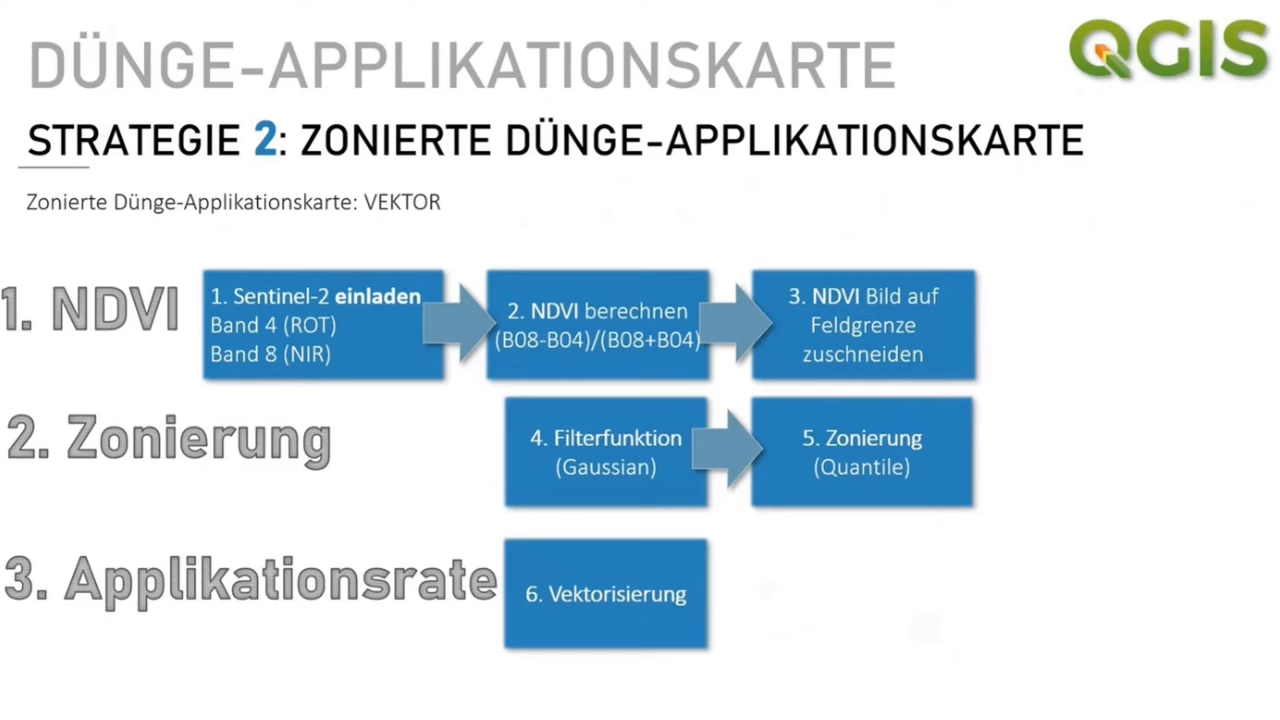 DÜNGE-APPLIKATIONSKARTE
QGIS
STRATEGIE 2: ZONIERTE DÜNGE-APPLIKATIONSKARTE
Zonierte Dünge-Applikationskarte: VEKTOR
1. NDVI
1. Sentinel-2 einladen
Band 4 (ROT)
Band 8 (NIR)
2. NDVI berechnen
(B08-B04)/(B08+B04)
3. NDVI Bild auf
Feldgrenze
zuschneiden
2. Zonierung
4. Filterfunktion
(Gaussian)
5. Zonierung
(Quantile)
3. Applikationsrate
6. Vektorisierung